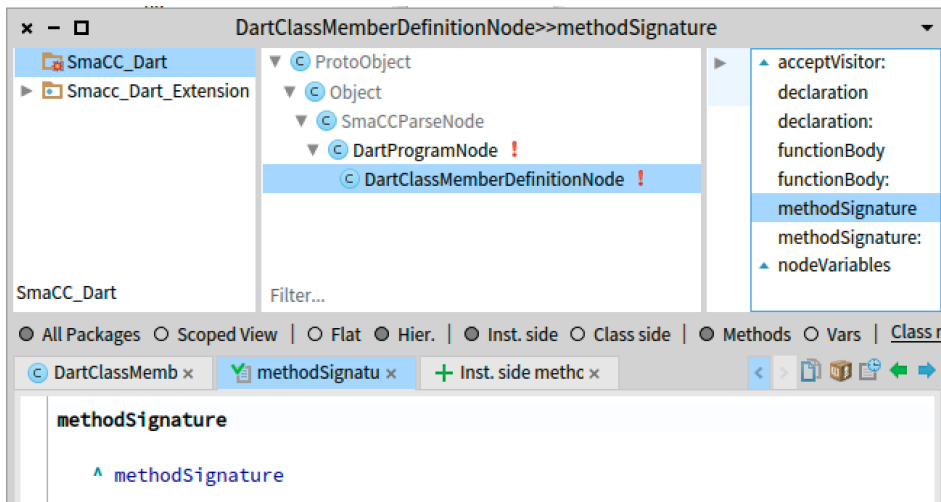 DartClassMemberDefinitionNode>>methodSignature
SmaCC_Dart
Smacc_Dart_Extension
SmaCC_Dart
ProtoObject
Object
SmaCCParseNode
DartProgramNode !
DartClassMemberDefinitionNode !
Filter...
acceptVisitor:
declaration
declaration:
functionBody
functionBody:
methodSignature
methodSignature:
nodeVariables
All Packages Scoped View | Flat Hier. | Inst. side Class side | Methods Vars | Class r
DartClassMemb × methodSignatu × Inst. side methc ×
methodSignature
^ methodSignature